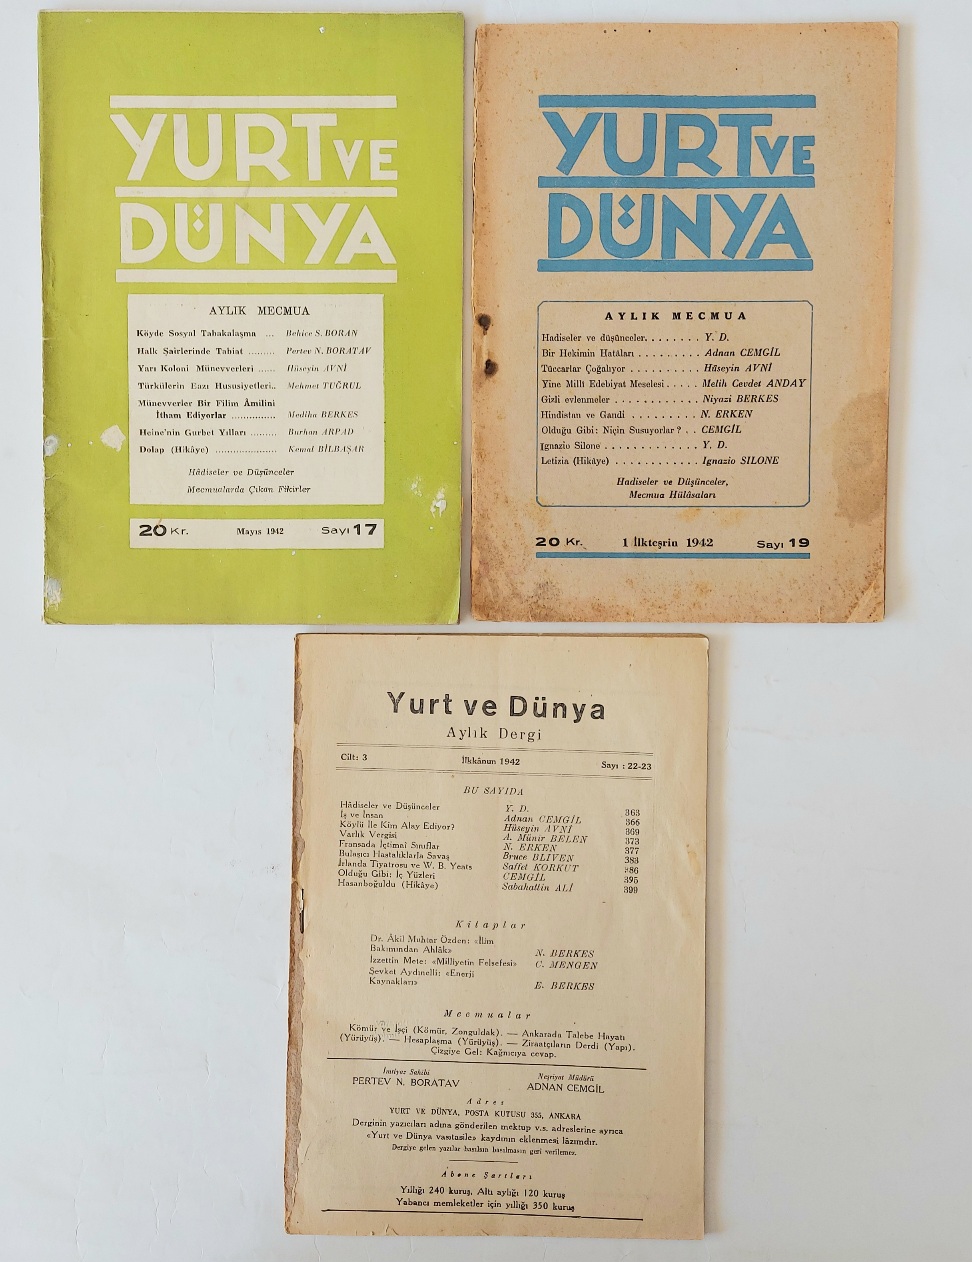 YURT VE
DÜNYA
AYLIK MECMUA
Köyde Sosyal Tabakalaşma ... Behice S. BORAN
Halk Şairlerinde Tabiat ......... Pertev N. BORATAV
Yarı Koloni Münevverleri ..... Hüseyin AVNİ
Türkülerin Bazı Hususiyetleri.. Mehmet TUĞRUL
Münevverler Bir Filim Âmilini
İtham Ediyorlar .............. Mediha BERKES
Heine'nin Gurbet Yılları ......... Burhan ARPAD
Dolap (Hikâye) .................... Kemal BİLBAŞAR
Hâdiseler ve Düşünceler
Mecmualarda Çıkan Fikirler
20 Kr. Mayıs 1942 Sayı 17
YURT VE
DÜNYA
AYLIK MECMUA
Hadiseler ve düşünceler. . . . . . . . Y. D.
Bir Hekimin Hatâları . . . . . . . . . Adnan CEMGİL
Tüccarlar Çoğalıyor . . . . . . . . . . Hüseyin AVNİ
Yine Millî Edebiyat Meselesi . . . . . Melih Cevdet ANDAY
Gizli evlenmeler . . . . . . . . . . . . Niyazi BERKES
Hindistan ve Gandi . . . . . . . . . N. ERKEN
Olduğu Gibi: Niçin Susuyorlar ? . . CEMGİL
Ignazio Silone . . . . . . . . . . . . . Y. D.
Letizia (Hikâye) . . . . . . . . . . . . Ignazio SILONE
Hadiseler ve Düşünceler,
Mecmua Hülâsaları
20 Kr. 1 İlkteşrin 1942 Sayı 19
Yurt ve Dünya
Aylık Dergi
Cilt: 3 İlkkânun 1942 Sayı : 22-23
BU SAYIDA
Hâdiseler ve Düşünceler Y. D. 363
İş ve İnsan Adnan CEMGİL 366
Köylü İle Kim Alay Ediyor? Hüseyin AVNİ 369
Varlık Vergisi A. Münir BELEN 373
Fransada İçtimaî Sınıflar N. ERKEN 377
Bulaşıcı Hastalıklarla Savaş Bruce BLIVEN 383
İrlanda Tiyatrosu ve W. B. Yeats Saffet KORKUT 386
Olduğu Gibi: İç Yüzleri CEMGİL 395
Hasanboğuldu (Hikâye) Sabahattin ALİ 399
Kitaplar
Dr. Âkil Muhtar Özden: «İlim
Bakımından Ahlâk» N. BERKES
İzzettin Mete: «Milliyetin Felsefesi» C. MENGEN
Şevket Aydınelli: «Enerji
Kaynakları» E. BERKES
Mecmualar
Kömür ve İşçi (Kömür, Zonguldak). — Ankarada Talebe Hayatı
(Yürüyüş). — Hesaplaşma (Yürüyüş). — Ziraatçıların Derdi (Yapı).
Çizgiye Gel: Kağnıcıya cevap.
İmtiyaz Sahibi Neşriyat Müdürü
PERTEV N. BORATAV ADNAN CEMGİL
Adres
YURT VE DÜNYA, POSTA KUTUSU 355, ANKARA
Derginin yazıcıları adına gönderilen mektup v.s. adreslerine ayrıca
«Yurt ve Dünya vasıtasile» kaydının eklenmesi lâzımdır.
Dergiye gelen yazılar basılsın basılmasın geri verilemez.
Abone Şartları
Yıllığı 240 kuruş, Altı aylığı 120 kuruş
Yabancı memleketler için yıllığı 350 kuruş